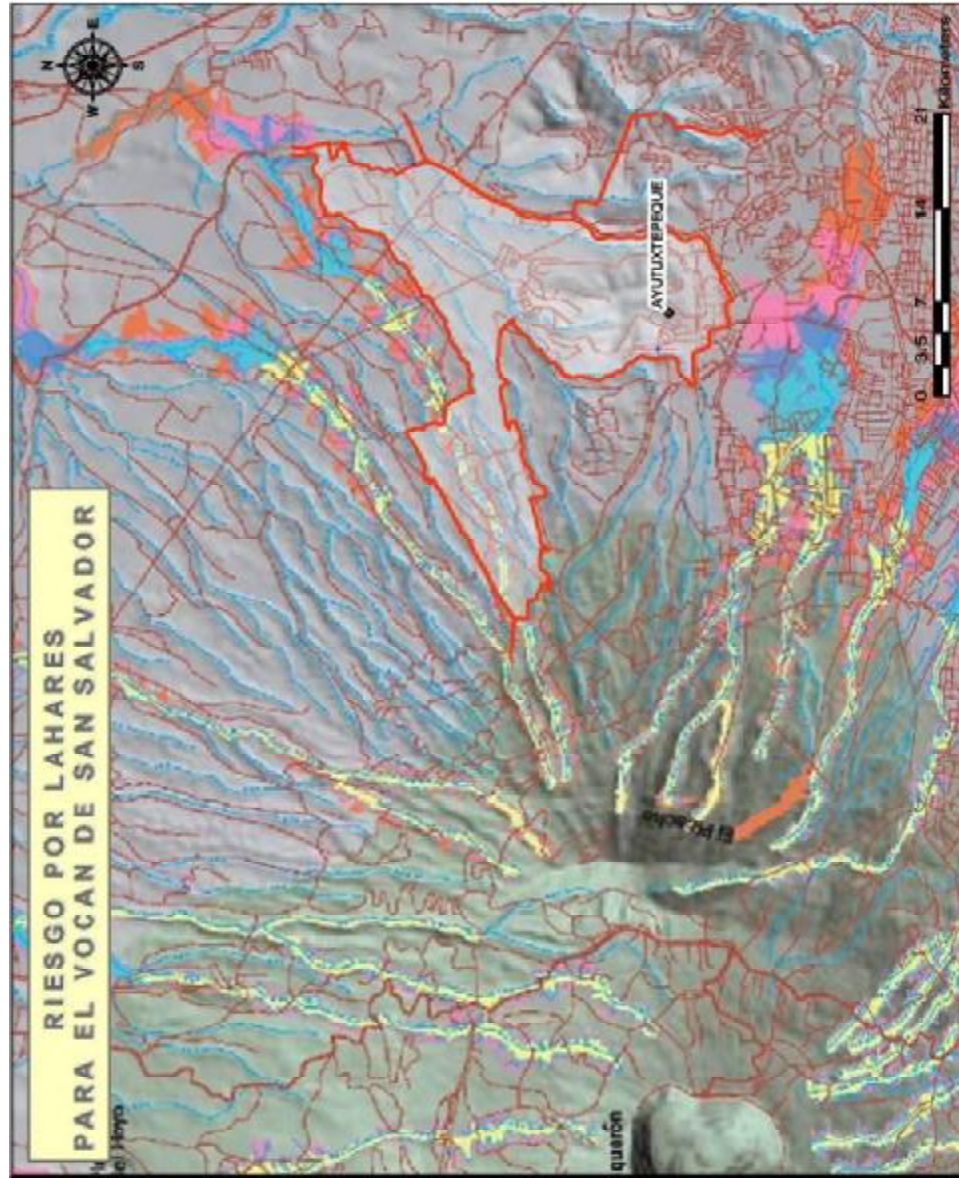 RIESGO POR LAHARES
PARA EL VOCAN DE SAN SALVADOR
N
E
S
W
AYUTUXTEPEQUE
El Picacho
querón
0 3.5 7 14 21
Kilometers